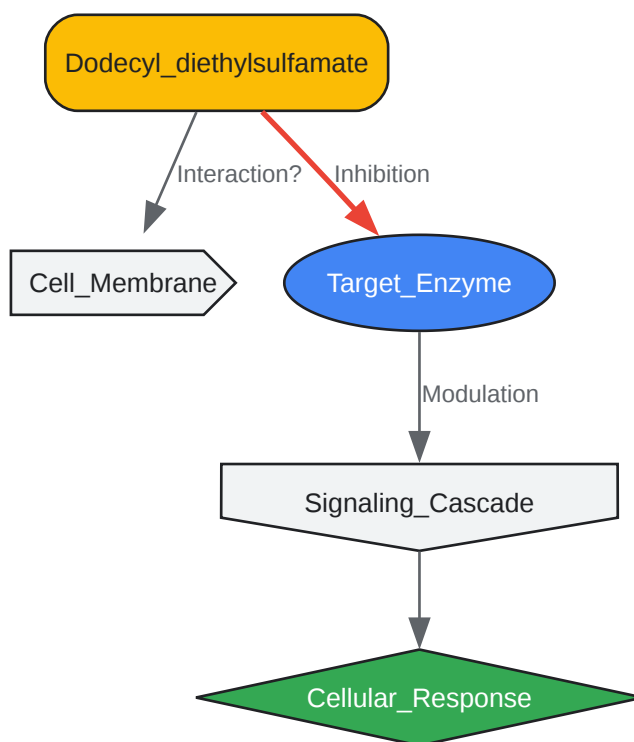 Dodecyl_diethylsulfamate
Interaction?
Inhibition
Cell_Membrane
Target_Enzyme
Modulation
Signaling_Cascade
Cellular_Response